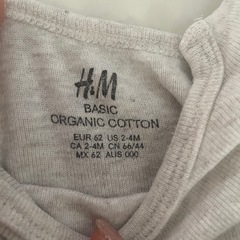 H&M
BASIC
ORGANIC COTTON
EUR 62 US 2-4M
CA 2-4M CN 66/44
MX 62 AUS 000